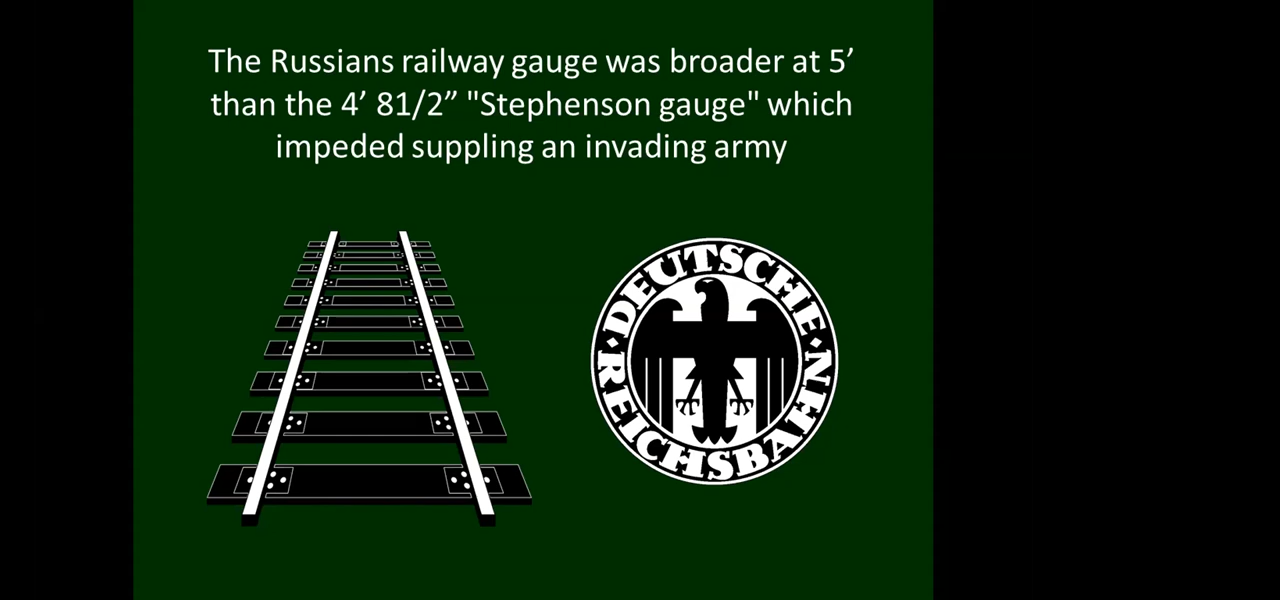 The Russians railway gauge was broader at 5’
than the 4’ 81/2” "Stephenson gauge" which
impeded suppling an invading army
DEUTSCHE
REICHSBAHN